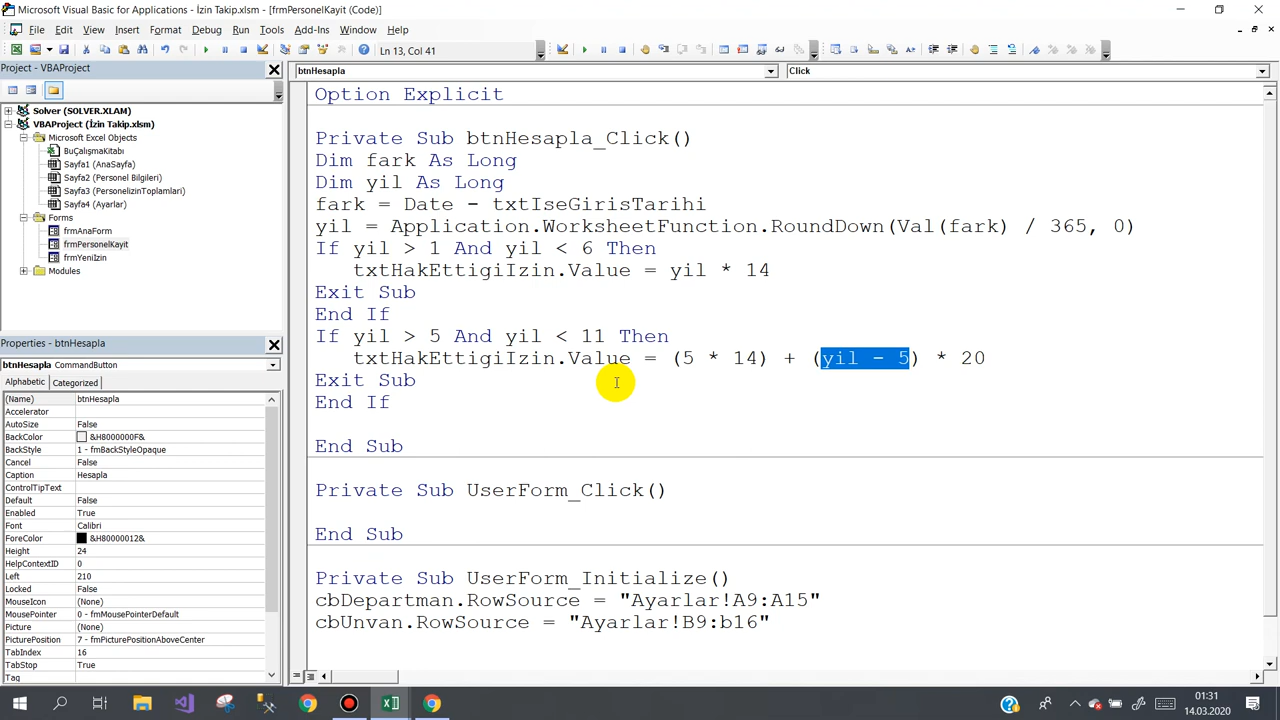 Microsoft Visual Basic for Applications - İzin Takip.xlsm - [frmPersonelKayit (Code)]
File Edit View Insert Format Debug Run Tools Add-Ins Window Help
Ln 13, Col 41
Project - VBAProject
btnHesapla
Click
Solver (SOLVER.XLAM)
VBAProject (İzin Takip.xlsm)
Microsoft Excel Objects
BuÇalışmaKitabı
Sayfa1 (AnaSayfa)
Sayfa2 (Personel Bilgileri)
Sayfa3 (PersonelizinToplamlari)
Sayfa4 (Ayarlar)
Forms
frmAnaForm
frmPersonelKayit
frmYeniIzin
Modules
Properties - btnHesapla
btnHesapla CommandButton
Alphabetic Categorized
(Name) btnHesapla
Accelerator
AutoSize False
BackColor &H8000000F&
BackStyle 1 - fmBackStyleOpaque
Cancel False
Caption Hesapla
ControlTipText
Default False
Enabled True
Font Calibri
ForeColor &H80000012&
Height 24
HelpContextID 0
Left 210
Locked False
MouseIcon (None)
MousePointer 0 - fmMousePointerDefault
Picture (None)
PicturePosition 7 - fmPicturePositionAboveCenter
TabIndex 16
TabStop True
Tag
Option Explicit
Private Sub btnHesapla_Click()
Dim fark As Long
Dim yil As Long
fark = Date - txtIseGirisTarihi
yil = Application.WorksheetFunction.RoundDown(Val(fark) / 365, 0)
If yil > 1 And yil < 6 Then
txtHakEttigiIzin.Value = yil * 14
Exit Sub
End If
If yil > 5 And yil < 11 Then
txtHakEttigiIzin.Value = (5 * 14) + (yil - 5) * 20
Exit Sub
End If
End Sub
Private Sub UserForm_Click()
End Sub
Private Sub UserForm_Initialize()
cbDepartman.RowSource = "Ayarlar!A9:A15"
cbUnvan.RowSource = "Ayarlar!B9:b16"
01:31
14.03.2020